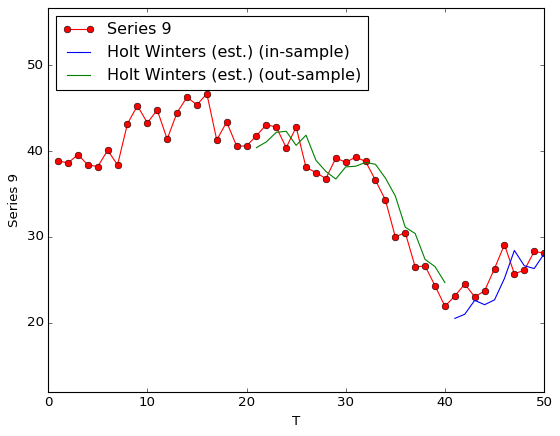 Series 9
Holt Winters (est.) (in-sample)
Holt Winters (est.) (out-sample)
50
40
30
20
Series 9
0
10
20
30
40
50
T